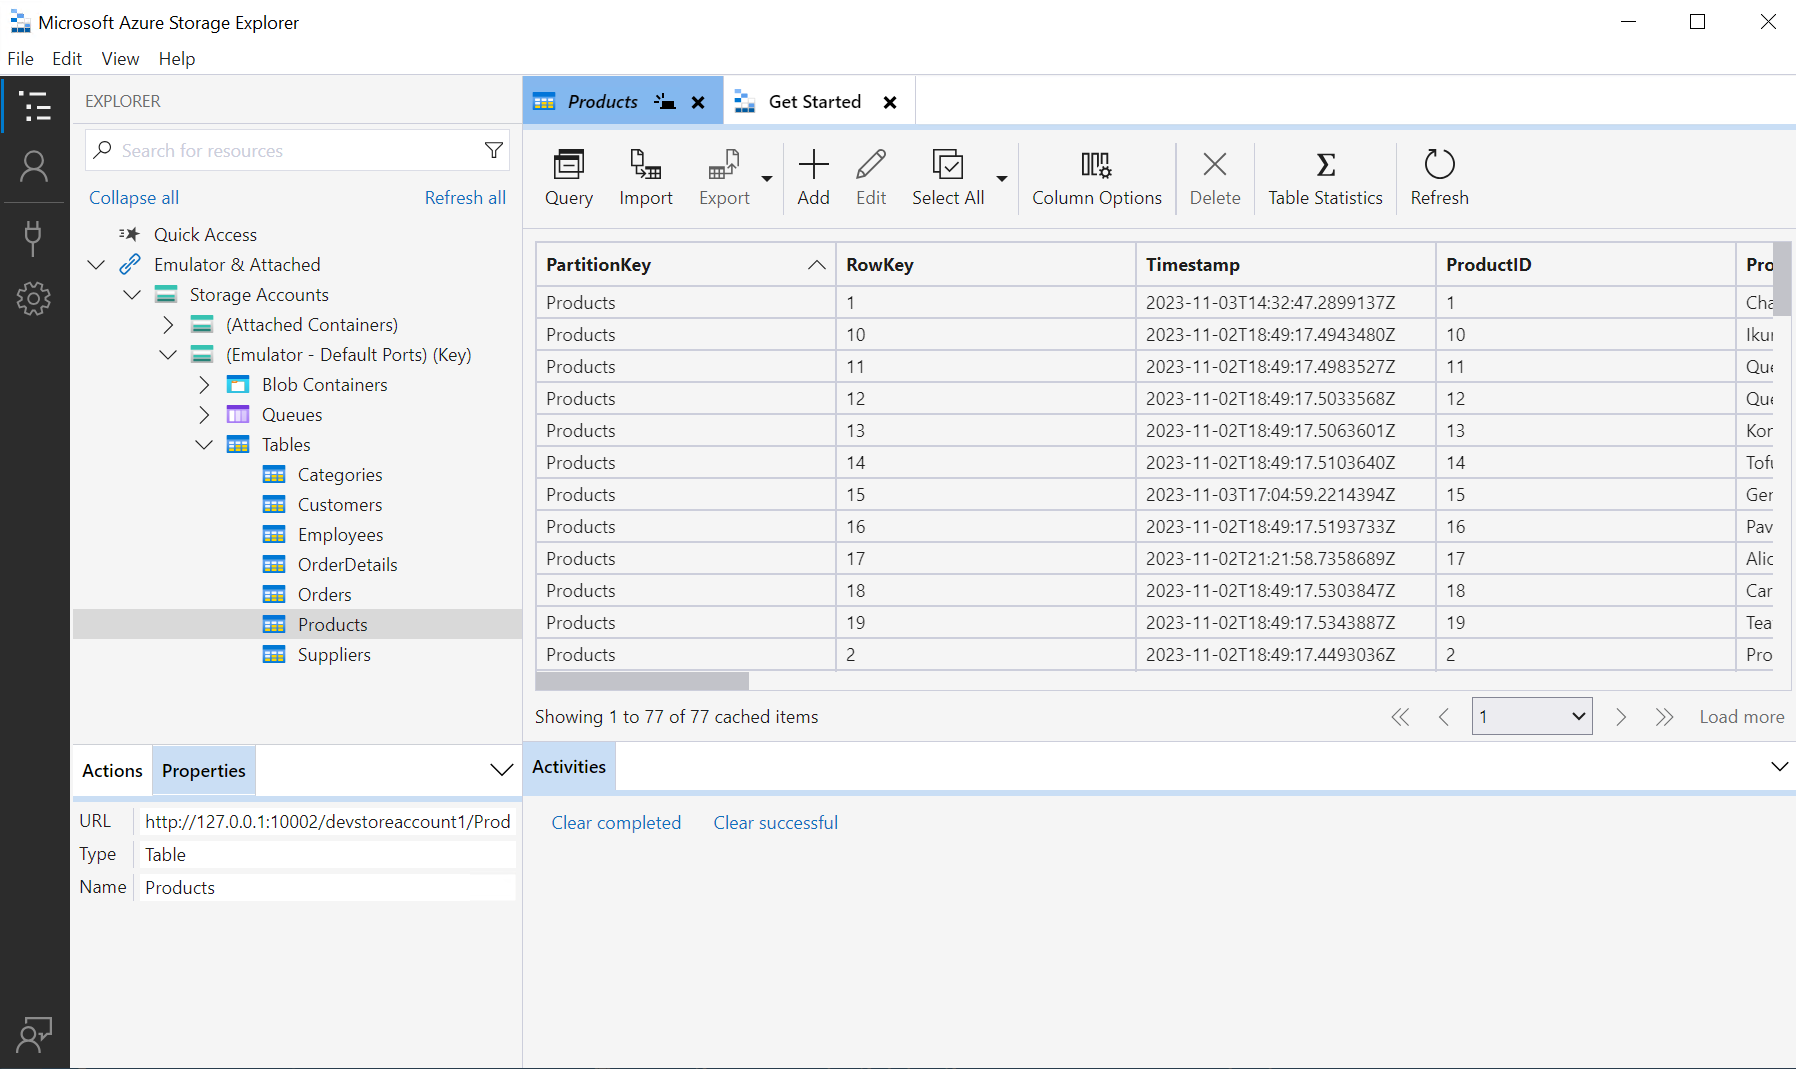 Microsoft Azure Storage Explorer
File Edit View Help
EXPLORER
Search for resources
Collapse all Refresh all
Quick Access
Emulator & Attached
Storage Accounts
(Attached Containers)
(Emulator - Default Ports) (Key)
Blob Containers
Queues
Tables
Categories
Customers
Employees
OrderDetails
Orders
Products
Suppliers
Actions Properties
URL http://127.0.0.1:10002/devstoreaccount1/Prod
Type Table
Name Products
Products Get Started
Query Import Export Add Edit Select All Column Options Delete Table Statistics Refresh
PartitionKey RowKey Timestamp ProductID Pro
Products 1 2023-11-03T14:32:47.2899137Z 1 Cha
Products 10 2023-11-02T18:49:17.4943480Z 10 Ikur
Products 11 2023-11-02T18:49:17.4983527Z 11 Que
Products 12 2023-11-02T18:49:17.5033568Z 12 Que
Products 13 2023-11-02T18:49:17.5063601Z 13 Kon
Products 14 2023-11-02T18:49:17.5103640Z 14 Tofu
Products 15 2023-11-03T17:04:59.2214394Z 15 Gen
Products 16 2023-11-02T18:49:17.5193733Z 16 Pav
Products 17 2023-11-02T21:21:58.7358689Z 17 Alic
Products 18 2023-11-02T18:49:17.5303847Z 18 Car
Products 19 2023-11-02T18:49:17.5343887Z 19 Tea
Products 2 2023-11-02T18:49:17.4493036Z 2 Pro
Showing 1 to 77 of 77 cached items 1 Load more
Activities
Clear completed Clear successful